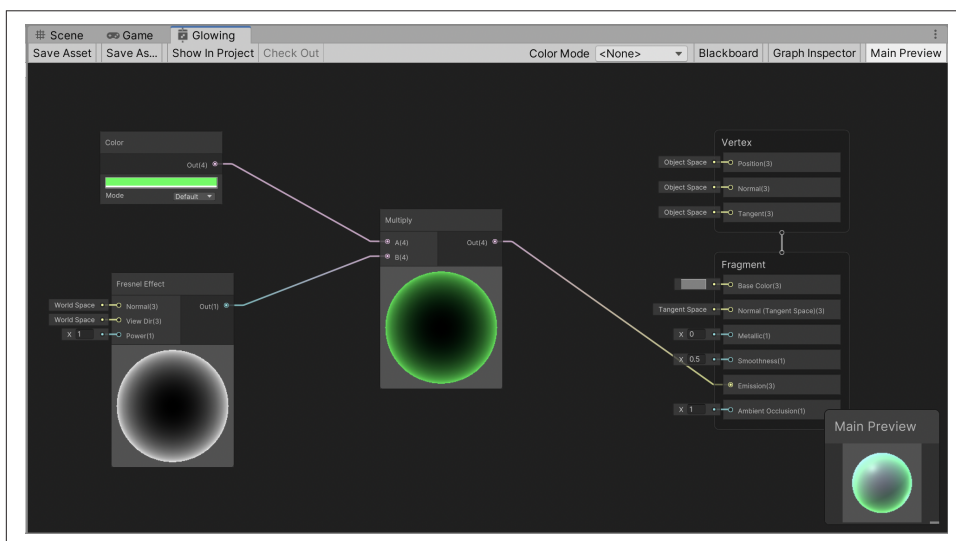 Scene Game Glowing
Save Asset Save As... Show In Project Check Out Color Mode <None> Blackboard Graph Inspector Main Preview
Color
Out(4)
Mode Default
Fresnel Effect
World Space Normal(3) Out(1)
World Space View Dir(3)
X 1 Power(1)
Multiply
A(4) Out(4)
B(4)
Vertex
Object Space Position(3)
Object Space Normal(3)
Object Space Tangent(3)
Fragment
Base Color(3)
Tangent Space Normal (Tangent Space)(3)
X 0 Metallic(1)
X 0.5 Smoothness(1)
Emission(3)
X 1 Ambient Occlusion(1)
Main Preview